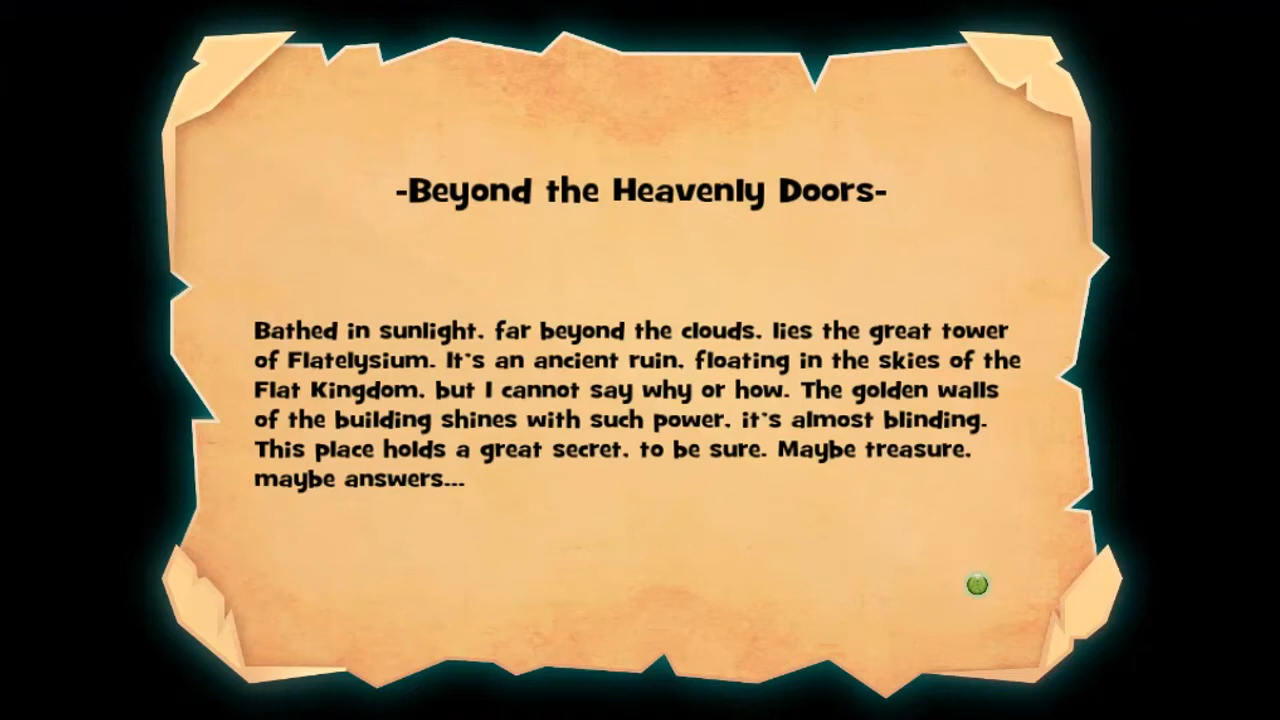 -Beyond the Heavenly Doors-
Bathed in sunlight, far beyond the clouds, lies the great tower
of Flatelysium. It's an ancient ruin, floating in the skies of the
Flat Kingdom, but I cannot say why or how. The golden walls
of the building shines with such power, it's almost blinding.
This place holds a great secret, to be sure. Maybe treasure,
maybe answers...